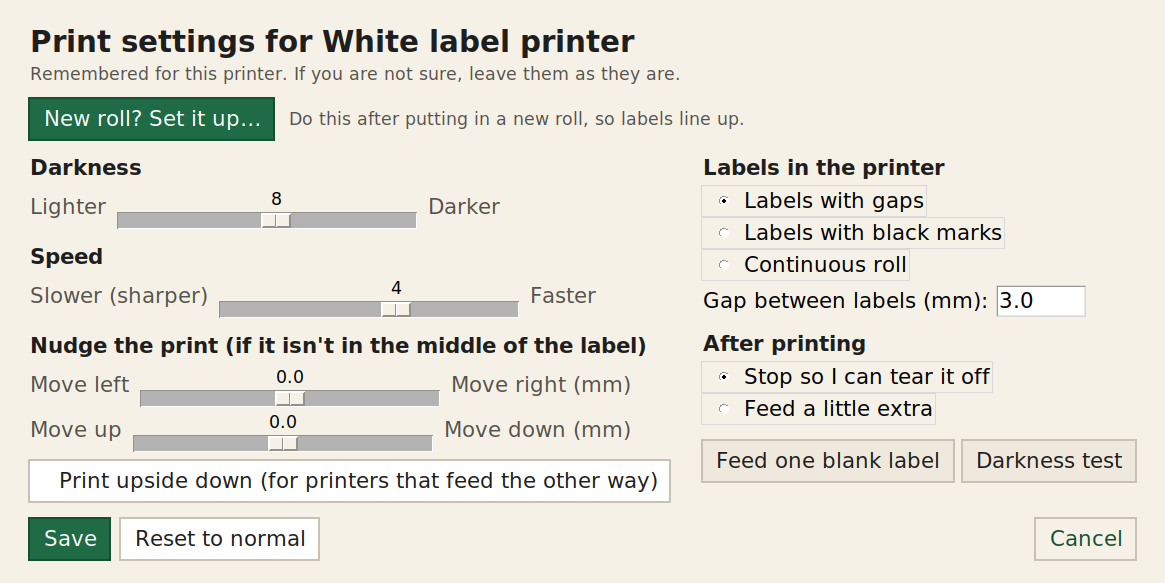 Print settings for White label printer
Remembered for this printer. If you are not sure, leave them as they are.
New roll? Set it up...
Do this after putting in a new roll, so labels line up.
Darkness
Lighter
8
Darker
Speed
Slower (sharper)
4
Faster
Nudge the print (if it isn't in the middle of the label)
Move left
0.0
Move right (mm)
Move up
0.0
Move down (mm)
Print upside down (for printers that feed the other way)
Labels in the printer
Labels with gaps
Labels with black marks
Continuous roll
Gap between labels (mm): 3.0
After printing
Stop so I can tear it off
Feed a little extra
Feed one blank label
Darkness test
Save
Reset to normal
Cancel